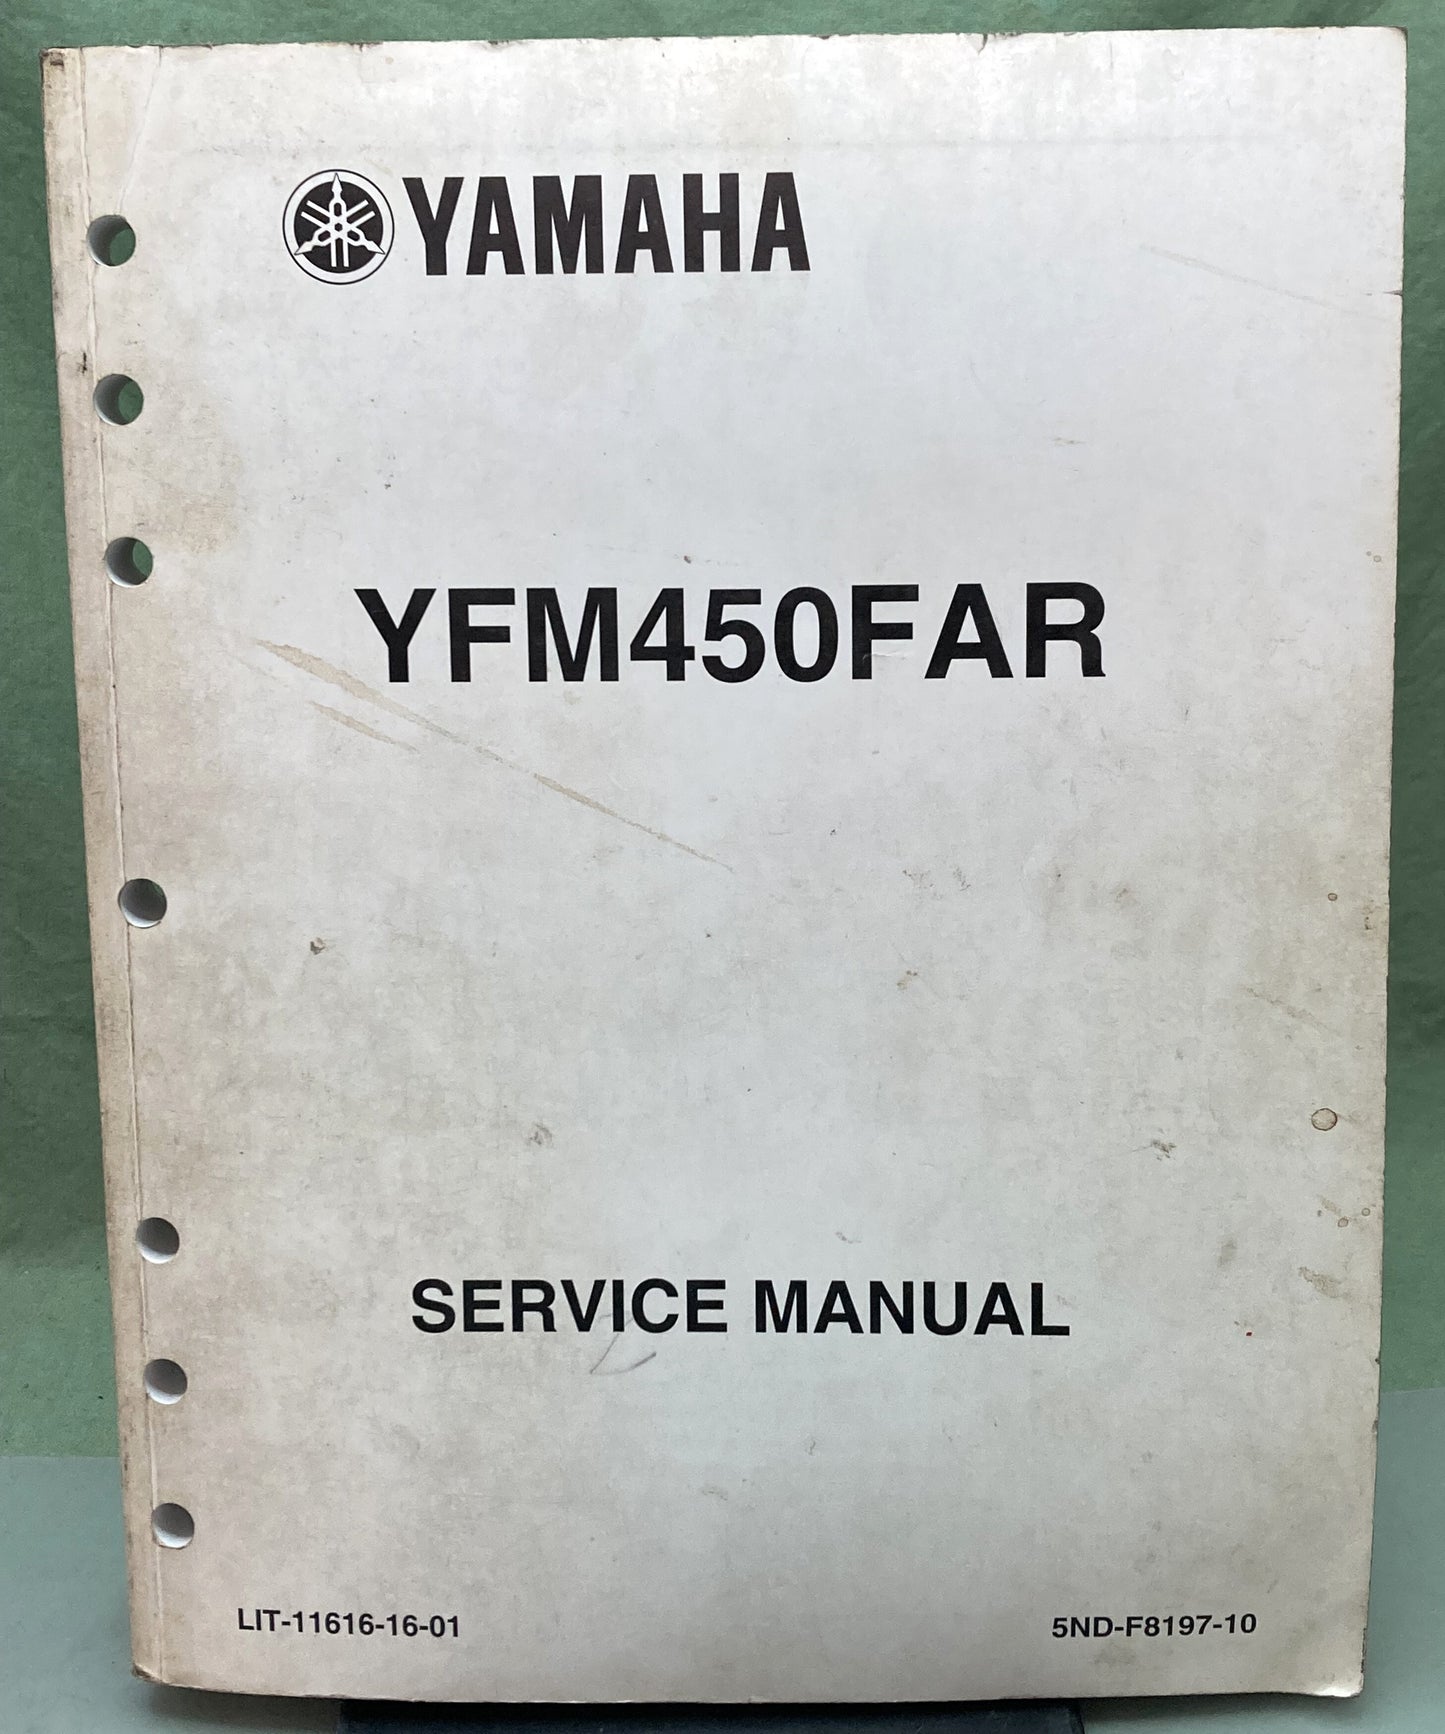 YAMAHA
YFM450FAR
SERVICE MANUAL
LIT-11616-16-01
5ND-F8197-10